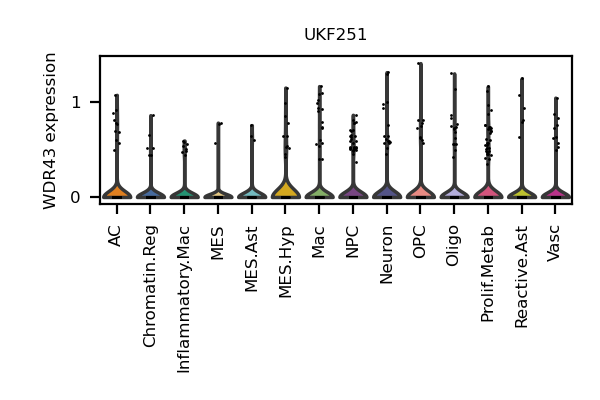 UKF251
WDR43 expression
1
0
AC
Chromatin.Reg
Inflammatory.Mac
MES
MES.Ast
MES.Hyp
Mac
NPC
Neuron
OPC
Oligo
Prolif.Metab
Reactive.Ast
Vasc